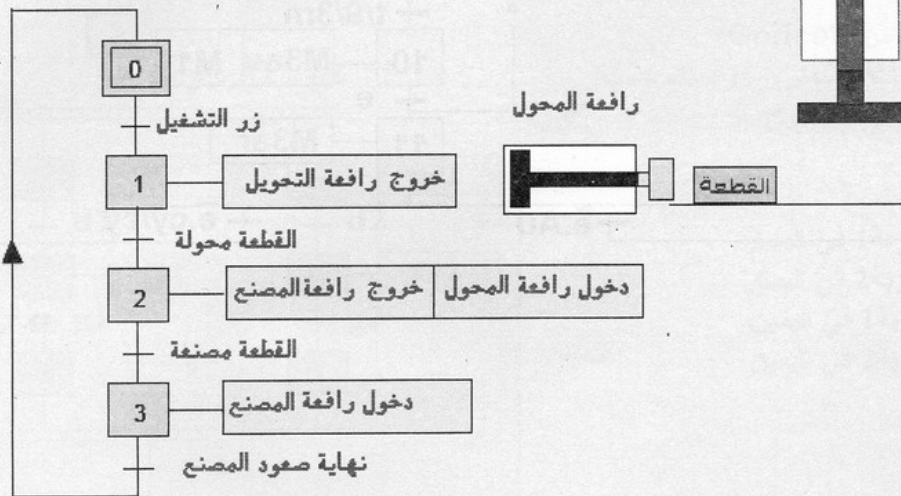 0
زر التشغيل
رافعة المحول
1
خروج رافعة التحويل
القطعة
القطعة محولة
2
خروج رافعة المصنع
دخول رافعة المحول
القطعة مصنعة
3
دخول رافعة المصنع
نهاية صعود المصنع